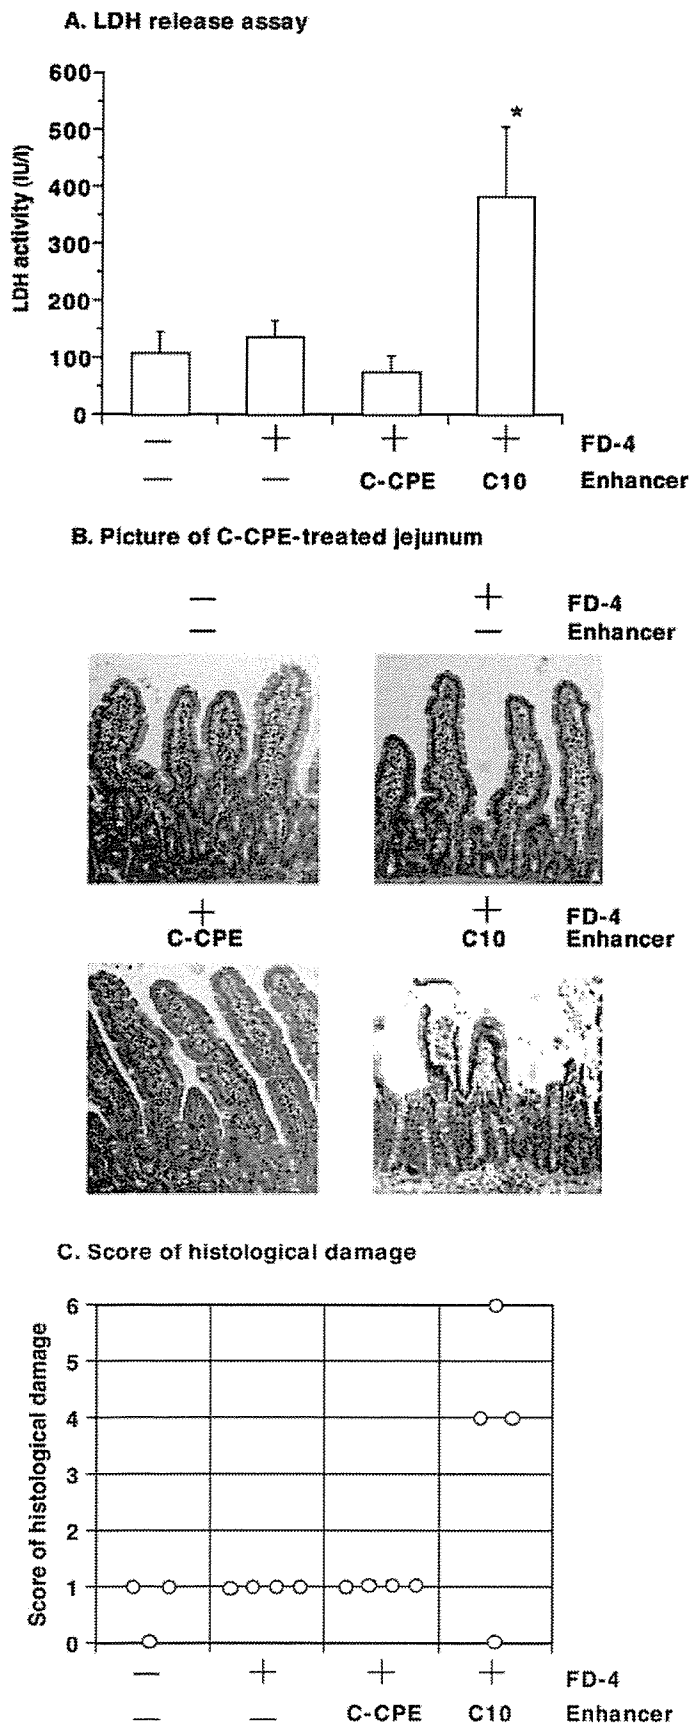 A. LDH release assay
600
500
400
300
200
100
0
LDH activity (IU/l)
*
— + + + FD-4
— — C-CPE C10 Enhancer
B. Picture of C-CPE-treated jejunum
— + FD-4
— — Enhancer
+ + FD-4
C-CPE C10 Enhancer
C. Score of histological damage
6
5
4
3
2
1
0
Score of histological damage
— + + + FD-4
— — C-CPE C10 Enhancer